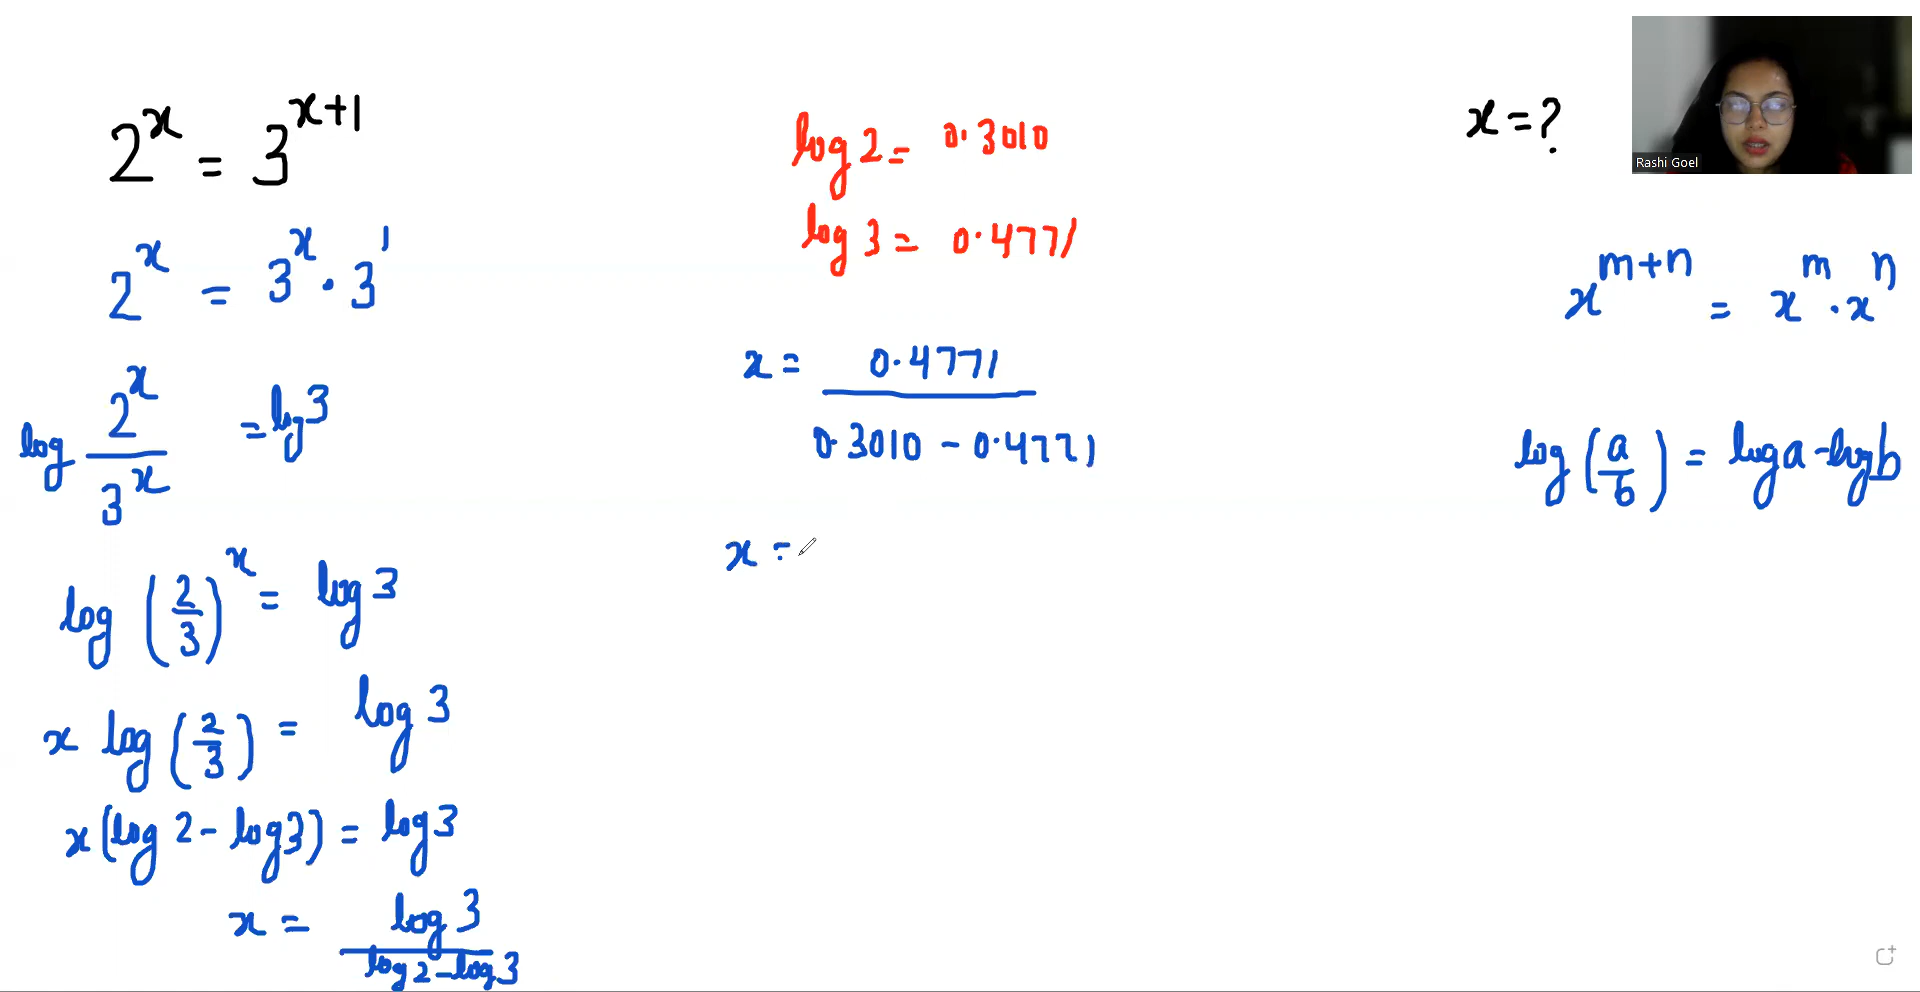 2^x = 3^(x+1)
2^x = 3^x · 3^1
log 2^x / 3^x = log 3
log (2/3)^x = log 3
x log (2/3) = log 3
x (log 2 - log 3) = log 3
x = log 3 / log 2 - log 3
log 2 = 0.3010
log 3 = 0.4771
x = 0.4771 / 0.3010 - 0.4771
x =
x = ?
Rashi Goel
x^(m+n) = x^m · x^n
log (a/b) = log a - log b